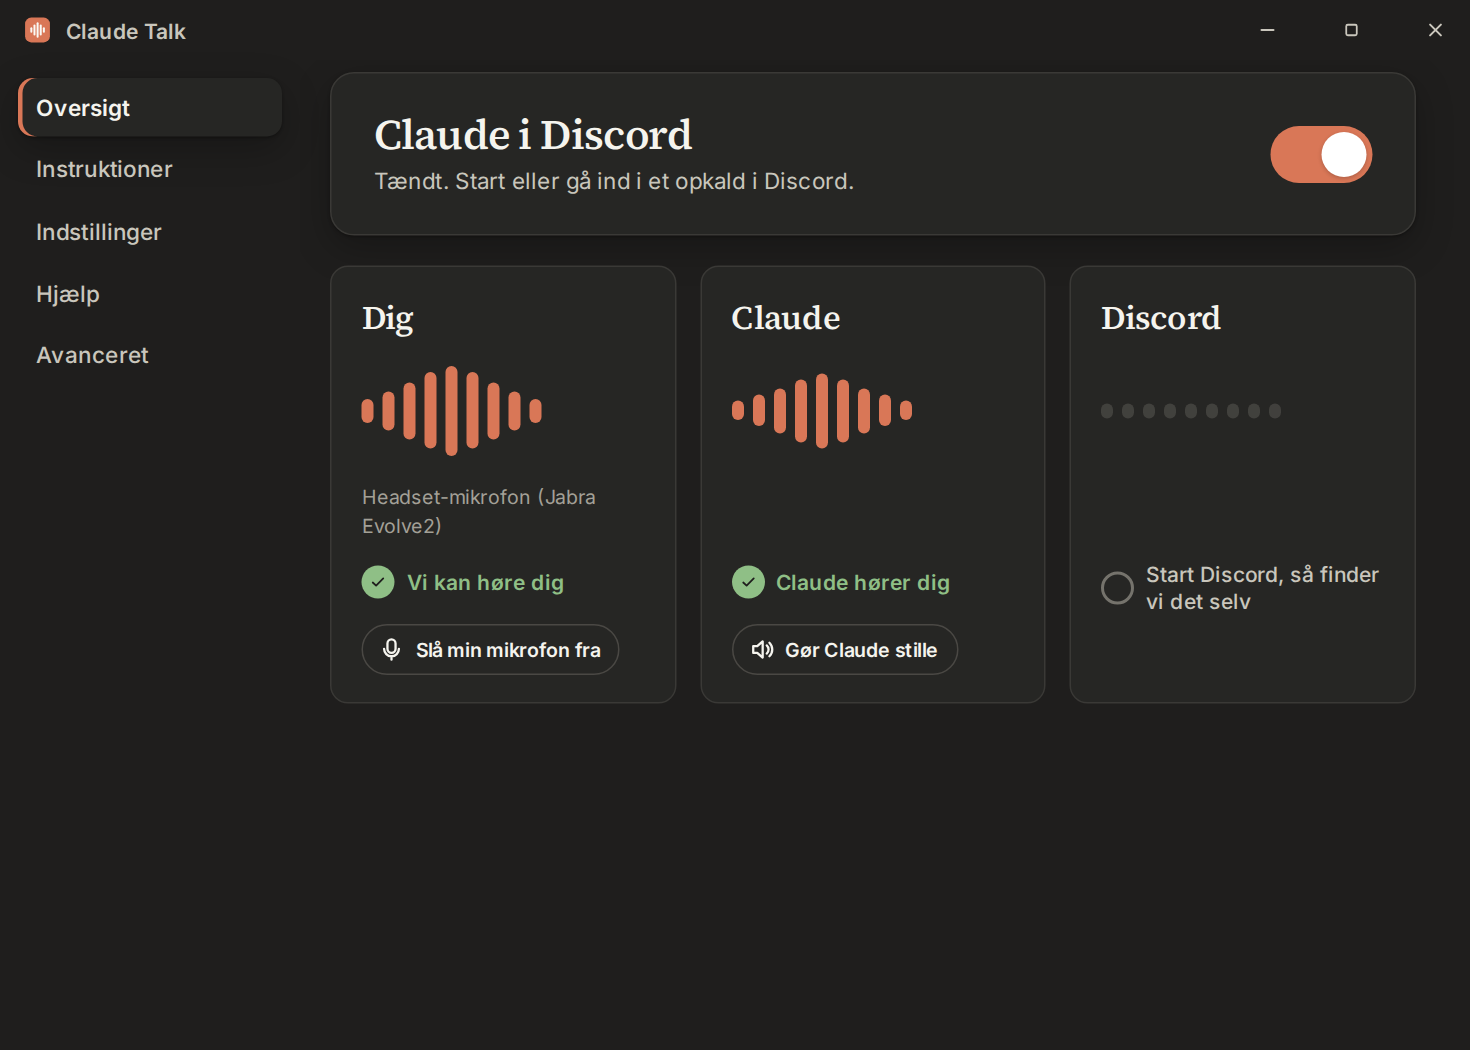 Claude Talk
Oversigt
Instruktioner
Indstillinger
Hjælp
Avanceret
Claude i Discord
Tændt. Start eller gå ind i et opkald i Discord.
Dig
Headset-mikrofon (Jabra
Evolve2)
Vi kan høre dig
Slå min mikrofon fra
Claude
Claude hører dig
Gør Claude stille
Discord
Start Discord, så finder
vi det selv